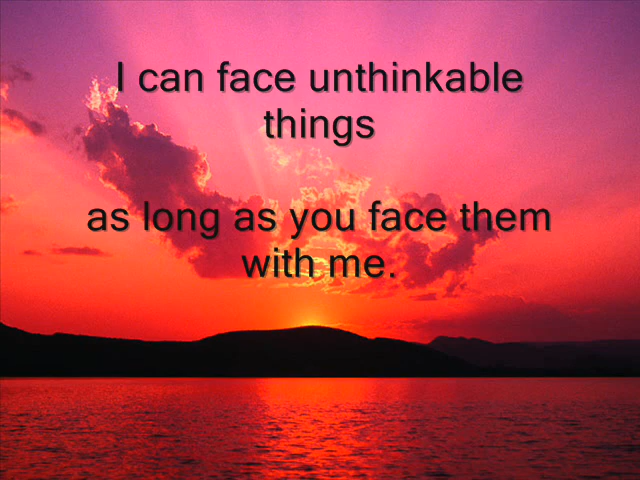 I can face unthinkable
things
as long as you face them
with me.